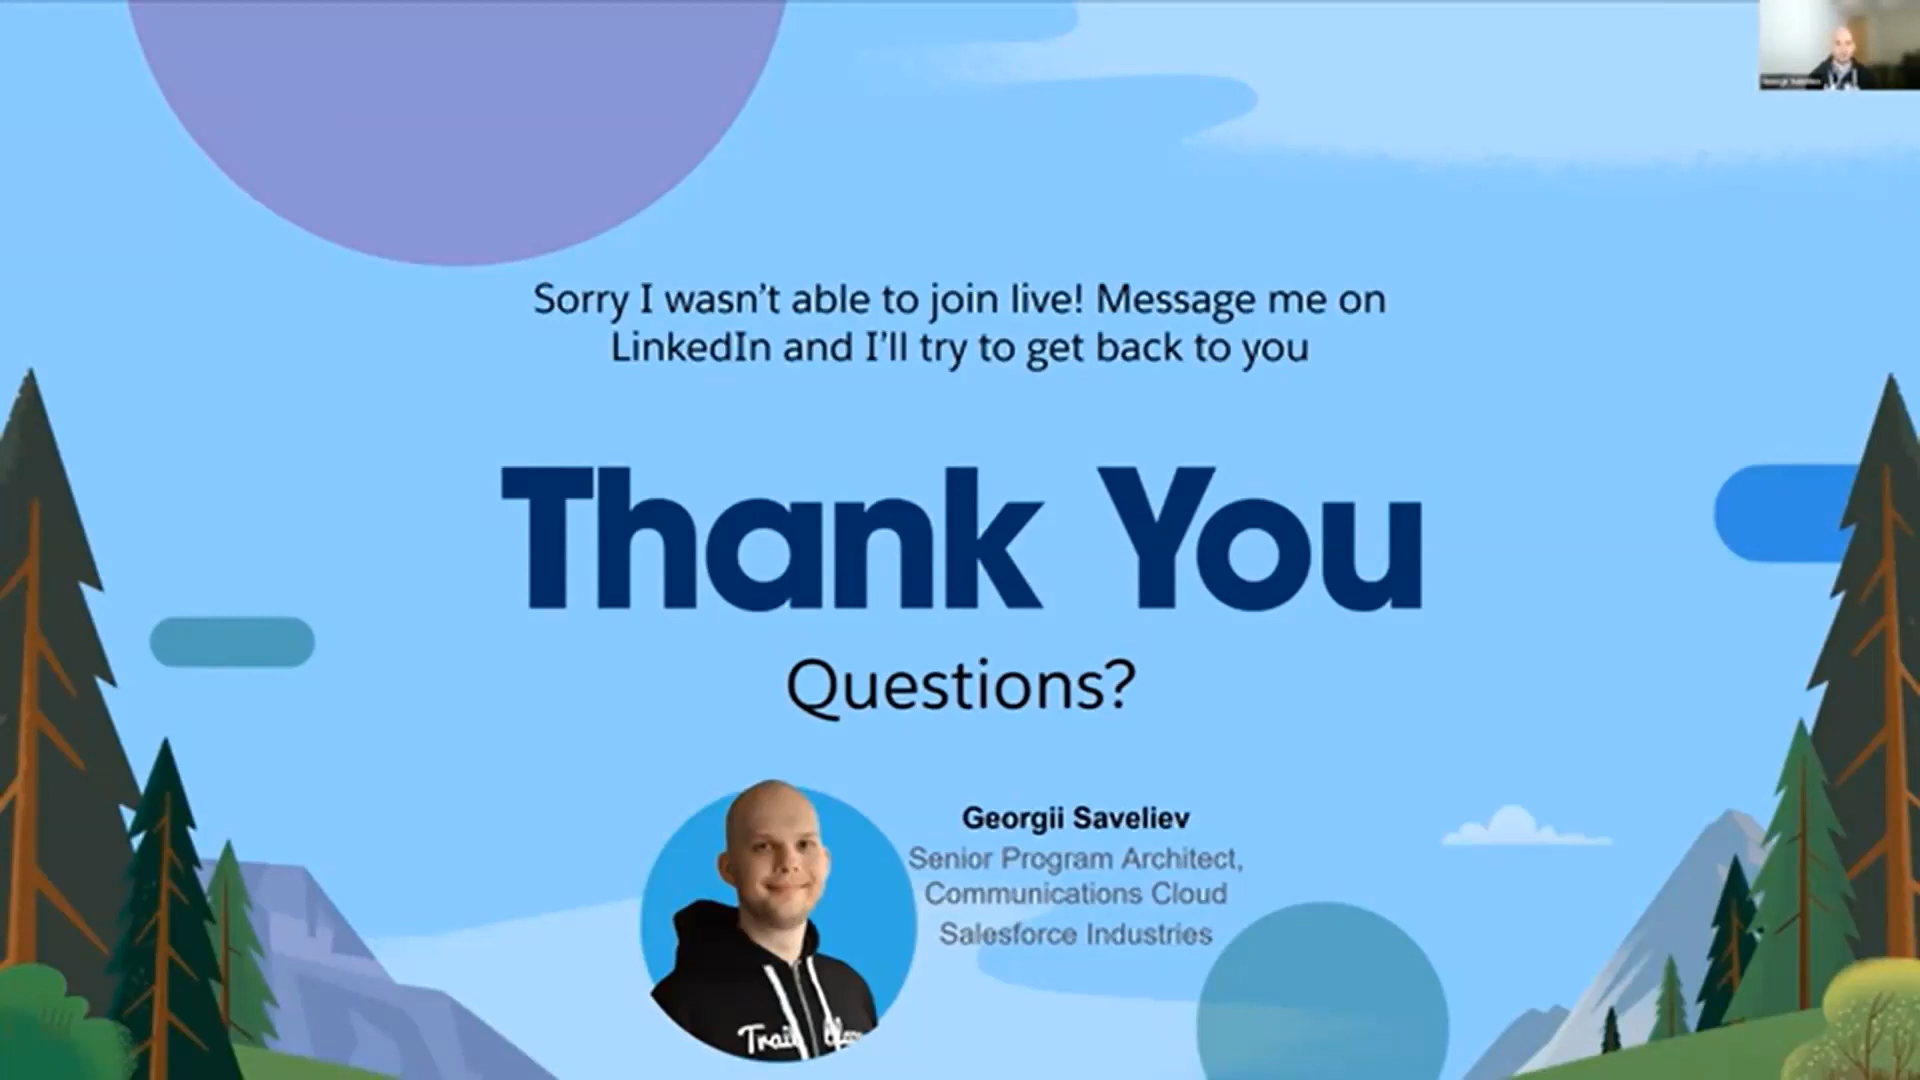 Sorry I wasn't able to join live! Message me on
LinkedIn and I'll try to get back to you
Thank You
Questions?
Georgii Saveliev
Senior Program Architect,
Communications Cloud
Salesforce Industries